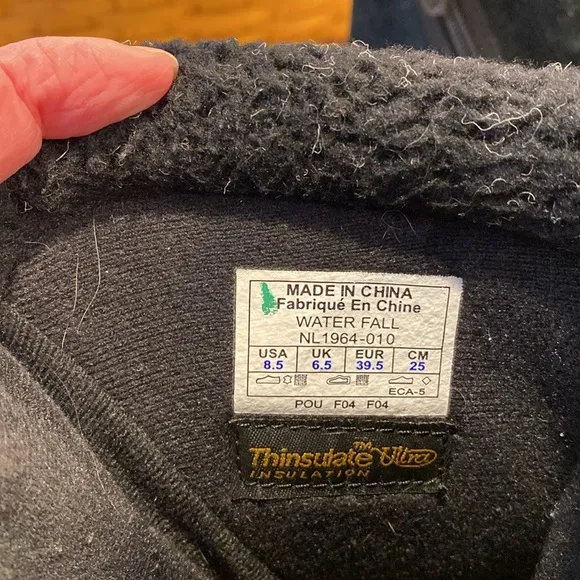 MADE IN CHINA
Fabriqué En Chine
WATER FALL
NL1964-010
USA UK EUR CM
8.5 6.5 39.5 25
ECA-5
POU F04 F04
Thinsulate™ Ultra
INSULATION